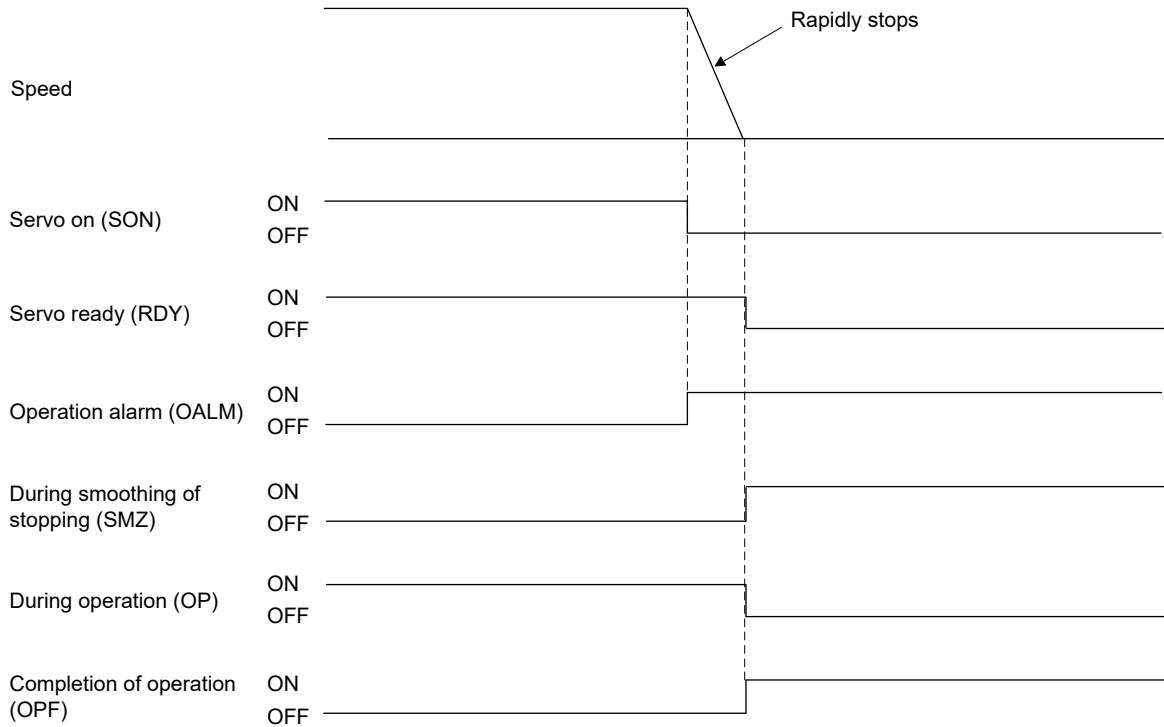 Rapidly stops
Speed
Servo on (SON)
ON
OFF
Servo ready (RDY)
ON
OFF
Operation alarm (OALM)
ON
OFF
During smoothing of
stopping (SMZ)
ON
OFF
During operation (OP)
ON
OFF
Completion of operation
(OPF)
ON
OFF